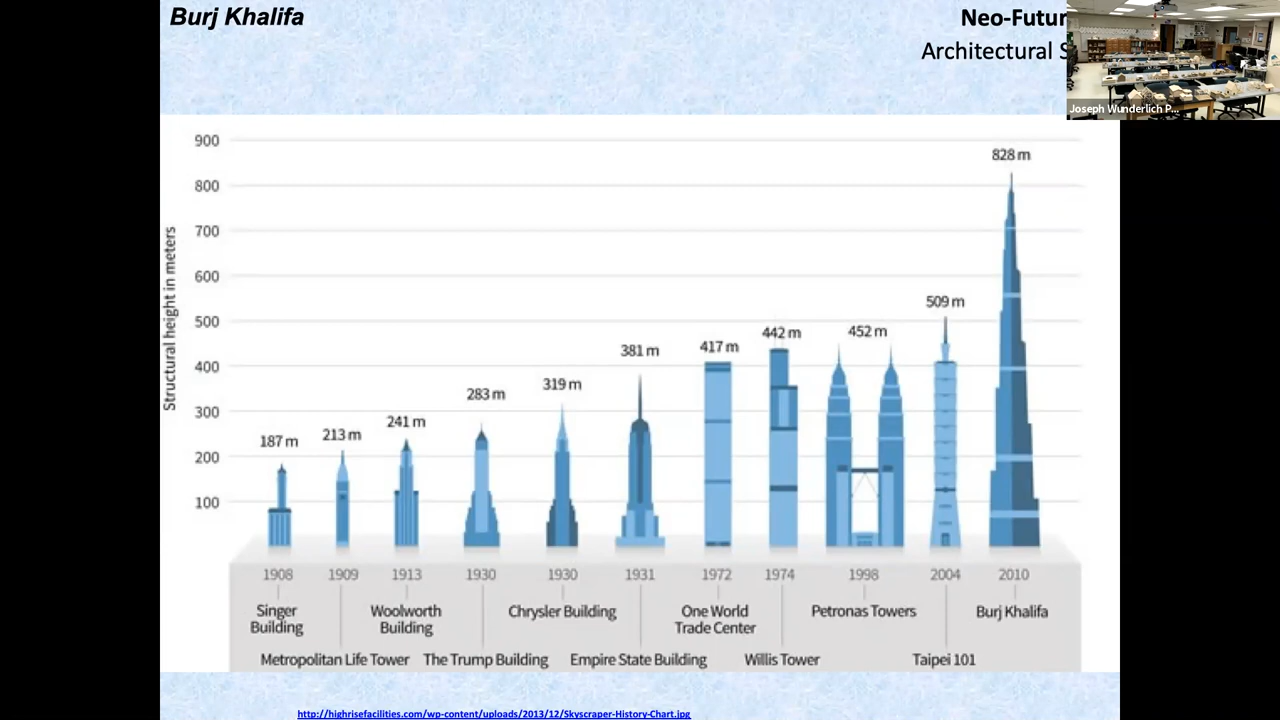 Burj Khalifa
Neo-Futur
Architectural S
Joseph Wunderlich P...
Structural height in meters
900
800
700
600
500
400
300
200
100
187 m
213 m
241 m
283 m
319 m
381 m
417 m
442 m
452 m
509 m
828 m
1908
1909
1913
1930
1930
1931
1972
1974
1998
2004
2010
Singer
Building
Metropolitan Life Tower
Woolworth
Building
The Trump Building
Chrysler Building
Empire State Building
One World
Trade Center
Willis Tower
Petronas Towers
Taipei 101
Burj Khalifa
http://highrisefacilities.com/wp-content/uploads/2013/12/Skyscraper-History-Chart.jpg